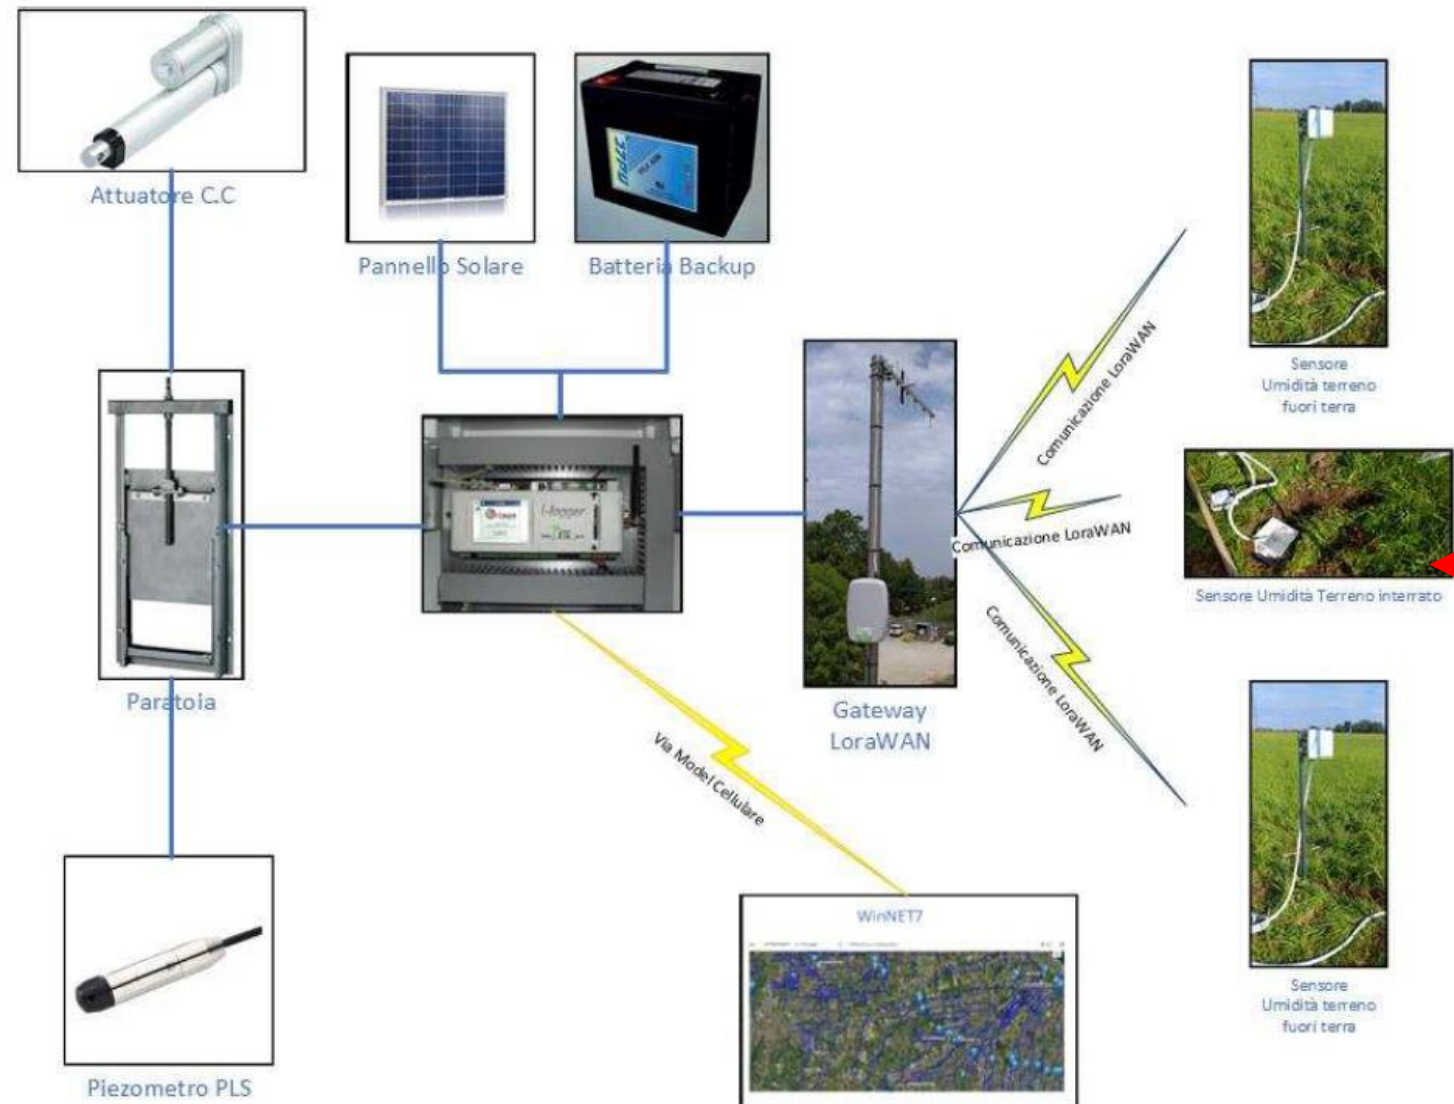 Attuatore C.C
Pannello Solare
Batteria Backup
Comunicazione LoraWAN
Sensore
Umidità terreno
fuori terra
i-logger
Comunicazione LoraWAN
Sensore Umidità Terreno interrato
Comunicazione LoraWAN
Paratoia
Gateway
LoraWAN
Via Model Cellulare
WinNET7
Sensore
Umidità terreno
fuori terra
Piezometro PLS